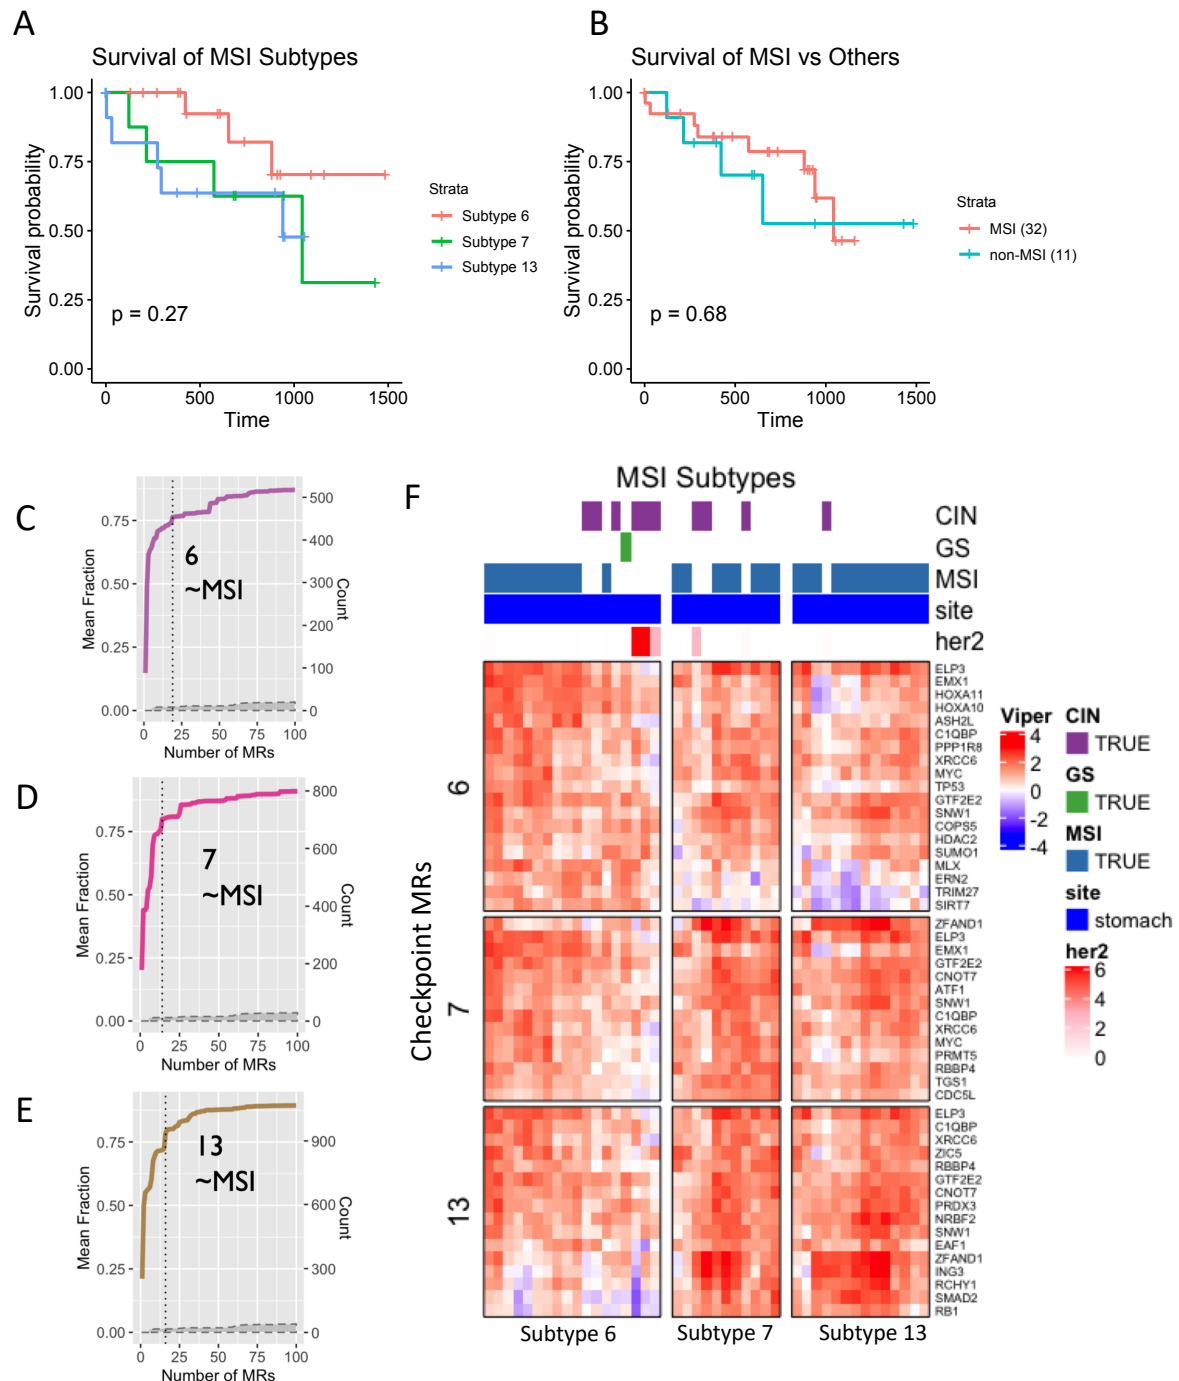 A
Survival of MSI Subtypes
1.00
0.75
0.50
0.25
0.00
Survival probability
p = 0.27
0
500
1000
1500
Time
Strata
Subtype 6
Subtype 7
Subtype 13
B
Survival of MSI vs Others
1.00
0.75
0.50
0.25
0.00
Survival probability
p = 0.68
0
500
1000
1500
Time
Strata
MSI (32)
non-MSI (11)
C
0.75
0.50
0.25
0.00
Mean Fraction
6
~MSI
500
400
300
200
100
0
Count
0
25
50
75
100
Number of MRs
D
0.75
0.50
0.25
0.00
Mean Fraction
7
~MSI
800
600
400
200
0
Count
0
25
50
75
100
Number of MRs
E
0.75
0.50
0.25
0.00
Mean Fraction
13
~MSI
900
600
300
0
Count
0
25
50
75
100
Number of MRs
F
MSI Subtypes
CIN
GS
MSI
site
her2
Checkpoint MRs
6
ELP3
EMX1
HOXA11
HOXA10
ASH2L
C1QBP
PPP1R8
XRCC6
MYC
TP53
GTF2E2
SNW1
COPS5
HDAC2
SUMO1
MLX
ERN2
TRIM27
SIRT7
7
ZFAND1
ELP3
EMX1
GTF2E2
CNOT7
ATF1
SNW1
C1QBP
XRCC6
MYC
PRMT5
RBBP4
TGS1
CDC5L
13
ELP3
C1QBP
XRCC6
ZIC5
RBBP4
GTF2E2
CNOT7
PRDX3
NRBF2
SNW1
EAF1
ZFAND1
ING3
RCHY1
SMAD2
RB1
Subtype 6
Subtype 7
Subtype 13
Viper
4
2
0
-2
-4
CIN
TRUE
GS
TRUE
MSI
TRUE
site
stomach
her2
6
4
2
0